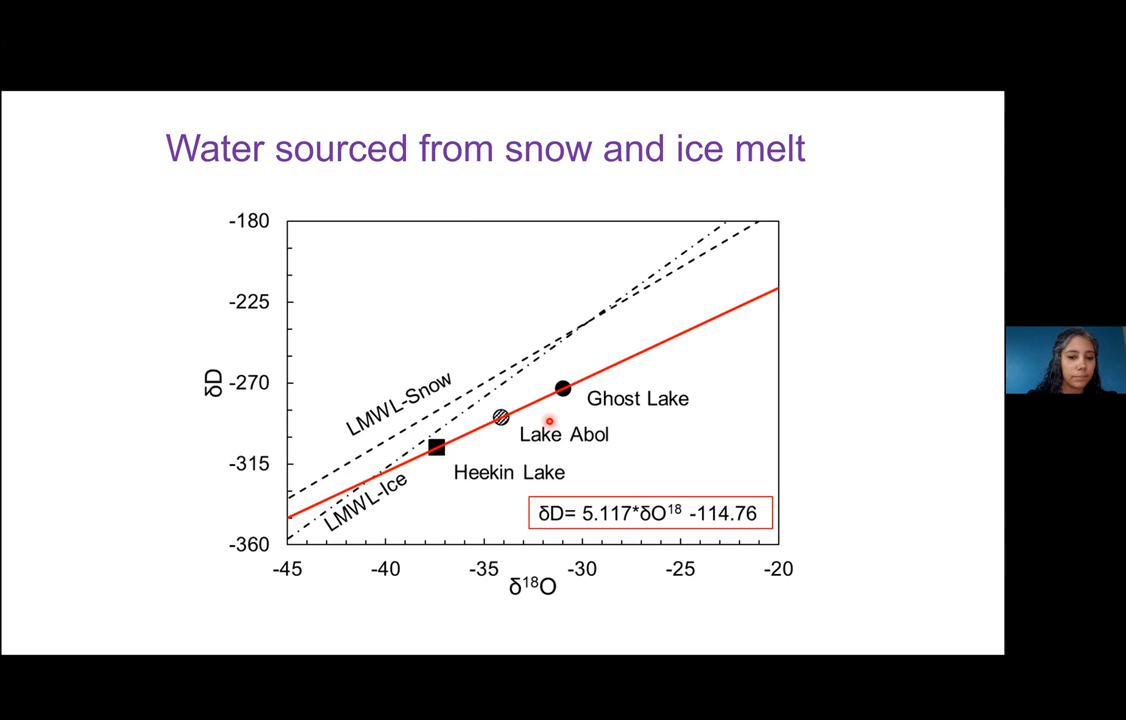 Water sourced from snow and ice melt
-180
-225
-270
-315
-360
δD
LMWL-Snow
LMWL-Ice
Ghost Lake
Lake Abol
Heekin Lake
δD= 5.117*δO¹⁸ -114.76
-45 -40 -35 -30 -25 -20
δ¹⁸O